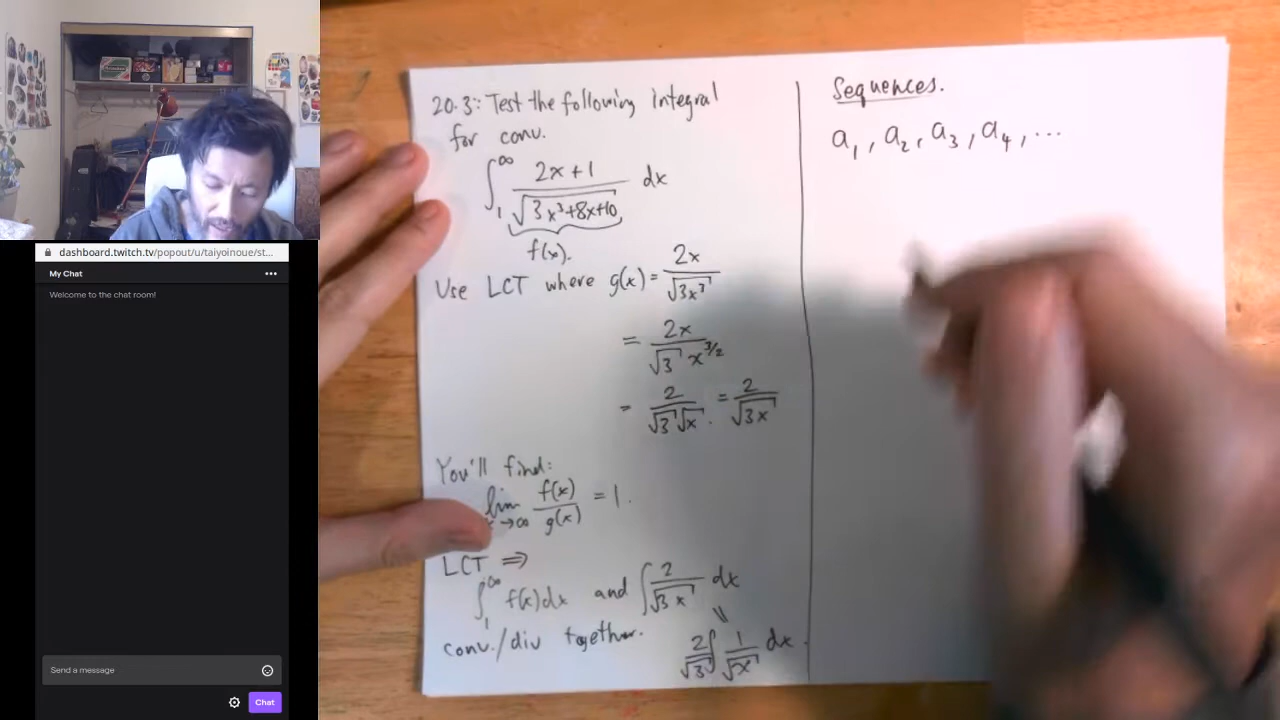 dashboard.twitch.tv/popout/u/taiyoinoue/st...
My Chat
Welcome to the chat room!
Send a message
Chat
20.3: Test the following integral
for conv.
∫₁^∞ (2x+1)/√(3x³+8x+10) dx
f(x).
Use LCT where g(x) = 2x/√(3x³)
= 2x/(√3 x^(3/2))
= 2/(√3 √x). = 2/√(3x)
You'll find:
lim x→∞ f(x)/g(x) = 1.
LCT ⇒
∫₁^∞ f(x)dx and ∫ 2/√(3x) dx
conv./div together. 2/√3 ∫ 1/√x dx.
Sequences.
a₁, a₂, a₃, a₄, ...